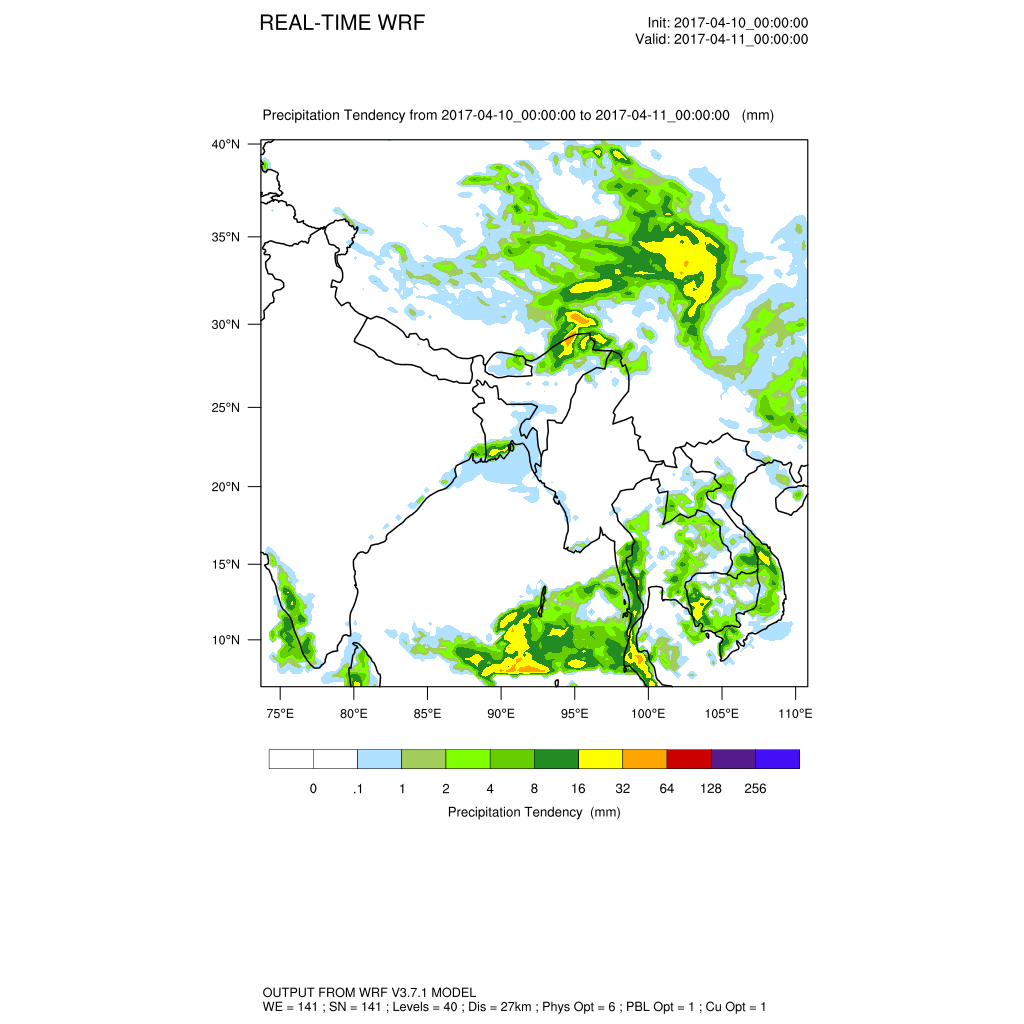 REAL-TIME WRF
Init: 2017-04-10_00:00:00
Valid: 2017-04-11_00:00:00
Precipitation Tendency from 2017-04-10_00:00:00 to 2017-04-11_00:00:00 (mm)
40°N
35°N
30°N
25°N
20°N
15°N
10°N
75°E 80°E 85°E 90°E 95°E 100°E 105°E 110°E
0 .1 1 2 4 8 16 32 64 128 256
Precipitation Tendency (mm)
OUTPUT FROM WRF V3.7.1 MODEL
WE = 141 ; SN = 141 ; Levels = 40 ; Dis = 27km ; Phys Opt = 6 ; PBL Opt = 1 ; Cu Opt = 1